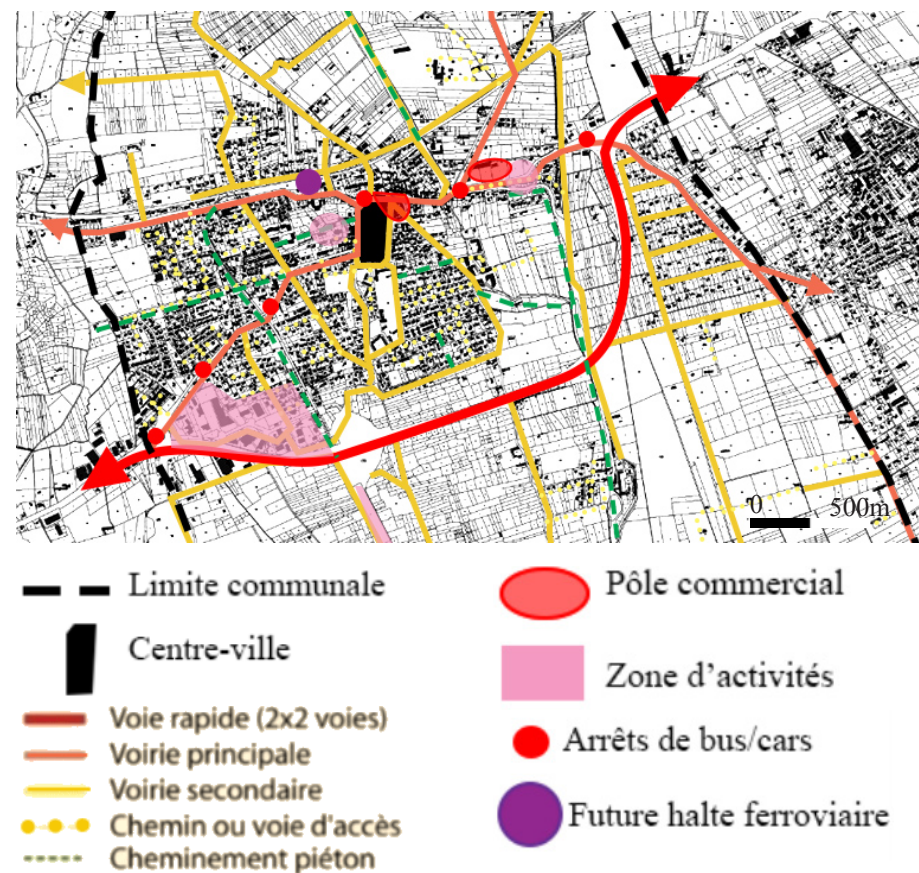 0 500m
Limite communale
Centre-ville
Voie rapide (2x2 voies)
Voirie principale
Voirie secondaire
Chemin ou voie d'accès
Cheminement piéton
Pôle commercial
Zone d'activités
Arrêts de bus/cars
Future halte ferroviaire